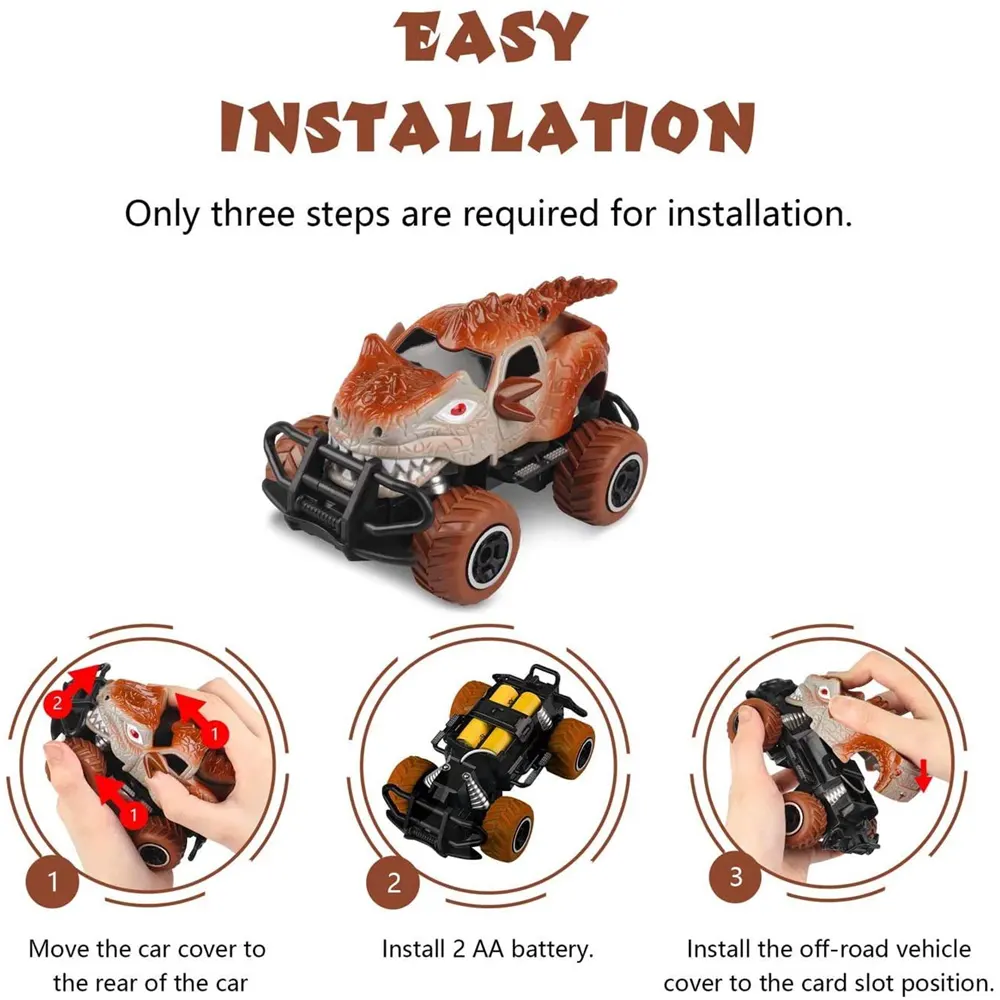 EASY
INSTALLATION
Only three steps are required for installation.
2
1
1
1
Move the car cover to
the rear of the car
2
Install 2 AA battery.
3
Install the off-road vehicle
cover to the card slot position.